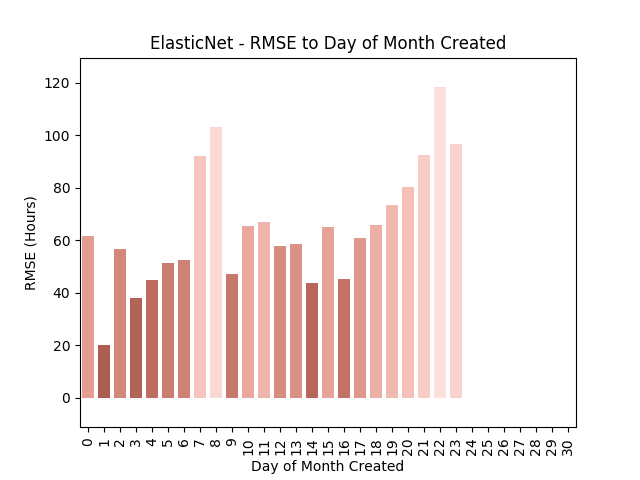 ElasticNet - RMSE to Day of Month Created
RMSE (Hours)
120
100
80
60
40
20
0
0 1 2 3 4 5 6 7 8 9 10 11 12 13 14 15 16 17 18 19 20 21 22 23 24 25 26 27 28 29 30
Day of Month Created